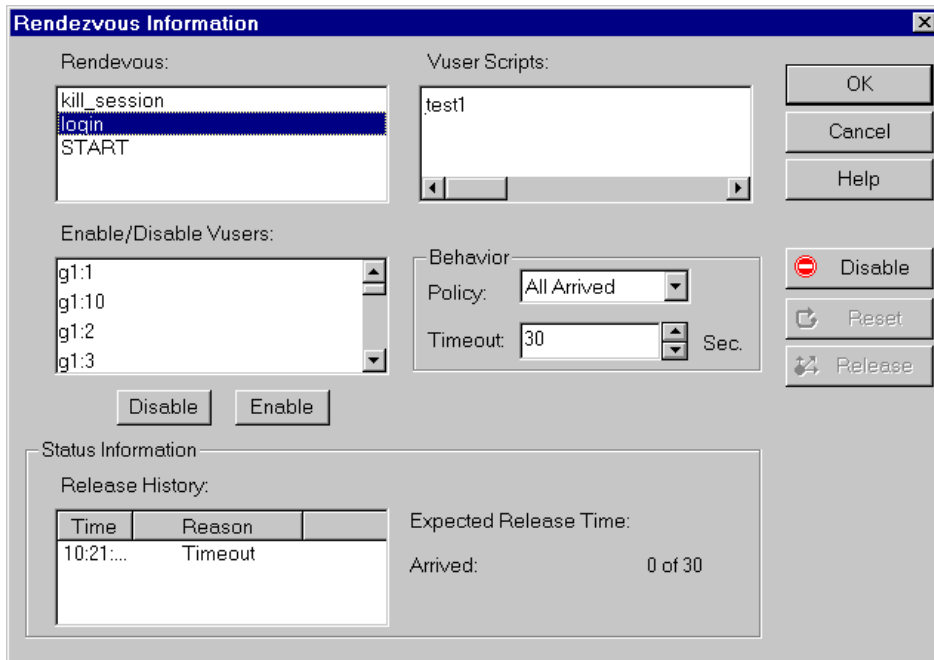 Rendezvous Information
Rendevous:
kill_session
login
START
Vuser Scripts:
test1
OK
Cancel
Help
Enable/Disable Vusers:
g1:1
g1:10
g1:2
g1:3
Disable
Enable
Behavior
Policy: All Arrived
Timeout: 30 Sec.
Disable
Reset
Release
Status Information
Release History:
Time Reason
10:21:... Timeout
Expected Release Time:
Arrived: 0 of 30